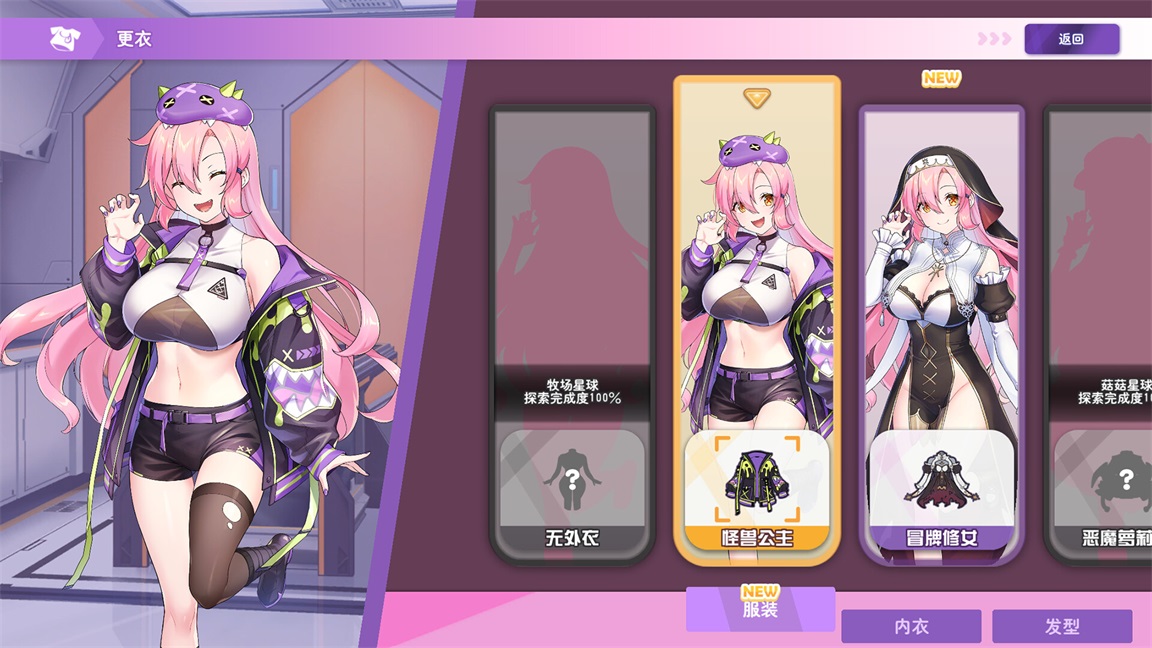 更衣
返回
NEW
牧场星球
探索完成度100%
菇菇星球
探索完成度10
?
?
无外衣
怪兽公主
冒牌修女
恶魔萝莉
NEW
服装
内衣
发型